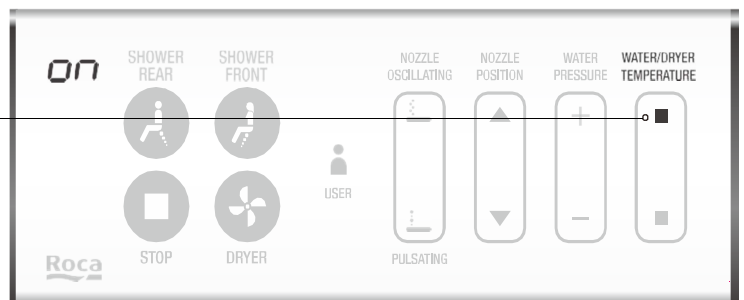 on
SHOWER
REAR
SHOWER
FRONT
NOZZLE
OSCILLATING
NOZZLE
POSITION
WATER
PRESSURE
WATER/DRYER
TEMPERATURE
USER
STOP
DRYER
PULSATING
Roca